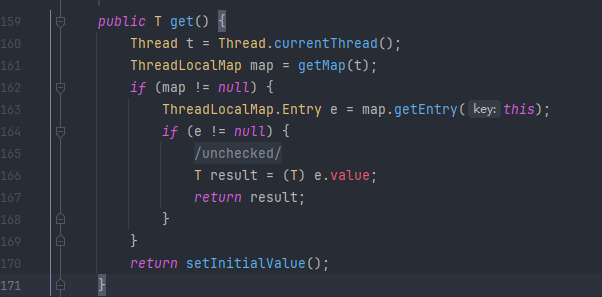 159 public T get() {
160 Thread t = Thread.currentThread();
161 ThreadLocalMap map = getMap(t);
162 if (map != null) {
163 ThreadLocalMap.Entry e = map.getEntry( key: this);
164 if (e != null) {
165 /unchecked/
166 T result = (T) e.value;
167 return result;
168 }
169 }
170 return setInitialValue();
171 }